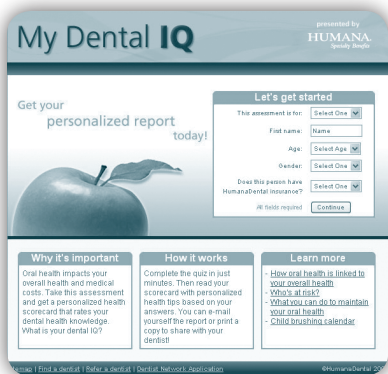 My Dental IQ
presented by
HUMANA
Specialty Benefits
Get your
personalized report
today!
Let's get started
This assessment is for: Select One
First name: Name
Age: Select Age
Gender: Select One
Does this person have
HumanaDental insurance? Select One
All fields required Continue
Why it's important
Oral health impacts your
overall health and medical
costs. Take this assessment
and get a personalized health
scorecard that rates your
dental health knowledge.
What is your dental IQ?
How it works
Complete the quiz in just
minutes. Then read your
scorecard with personalized
health tips based on your
answers. You can e-mail
yourself the report or print a
copy to share with your
dentist!
Learn more
- How oral health is linked to
your overall health
- Who's at risk?
- What you can do to maintain
your oral health
- Child brushing calendar
| Find a dentist | Refer a dentist | Dentist Network Application
©HumanaDental